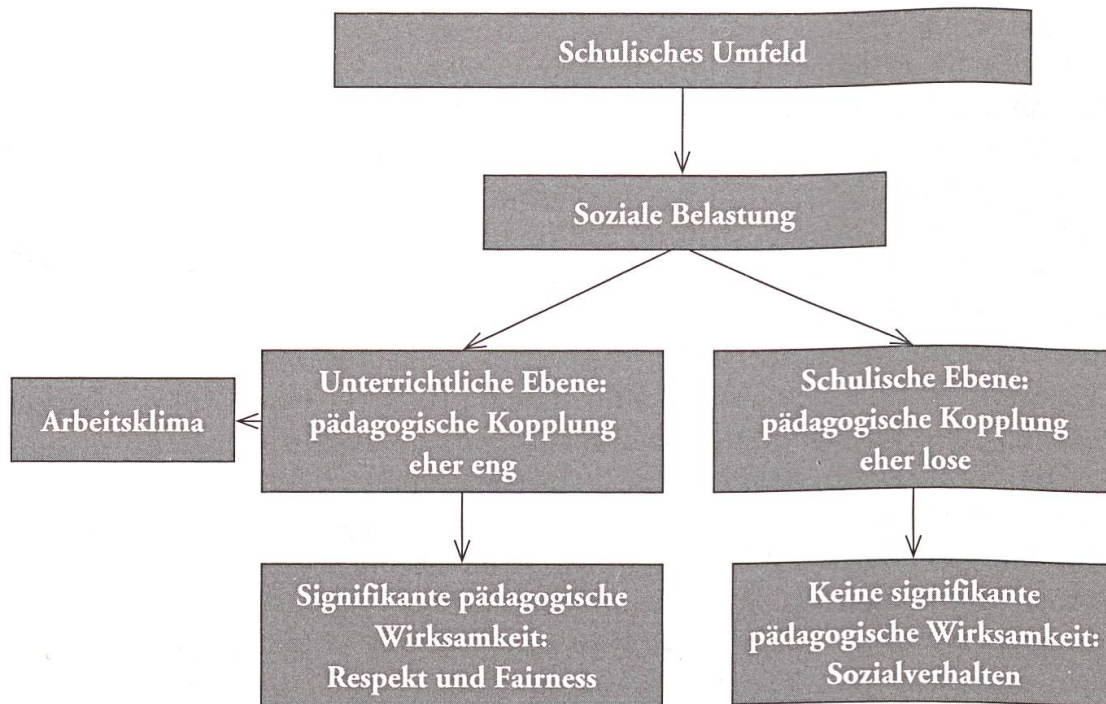 Schulisches Umfeld
Soziale Belastung
Arbeitsklima
Unterrichtliche Ebene:
pädagogische Kopplung
eher eng
Schulische Ebene:
pädagogische Kopplung
eher lose
Signifikante pädagogische
Wirksamkeit:
Respekt und Fairness
Keine signifikante
pädagogische Wirksamkeit:
Sozialverhalten